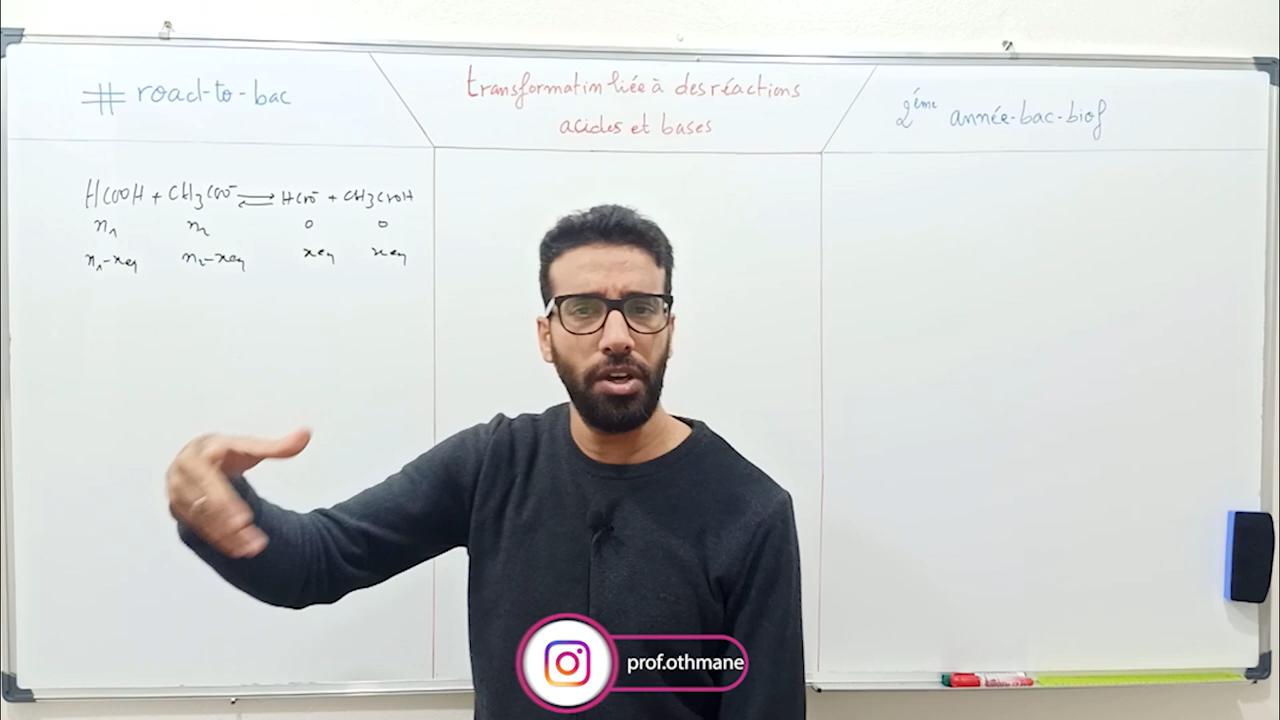 # road-to-bac
transformation liée à des réactions
acides et bases
2ème année-bac-biof
HCOOH + CH3COO⁻ ⇌ HCOO⁻ + CH3COOH
n1 n2 0 0
n1-xeq n2-xeq xeq xeq
prof.othmane